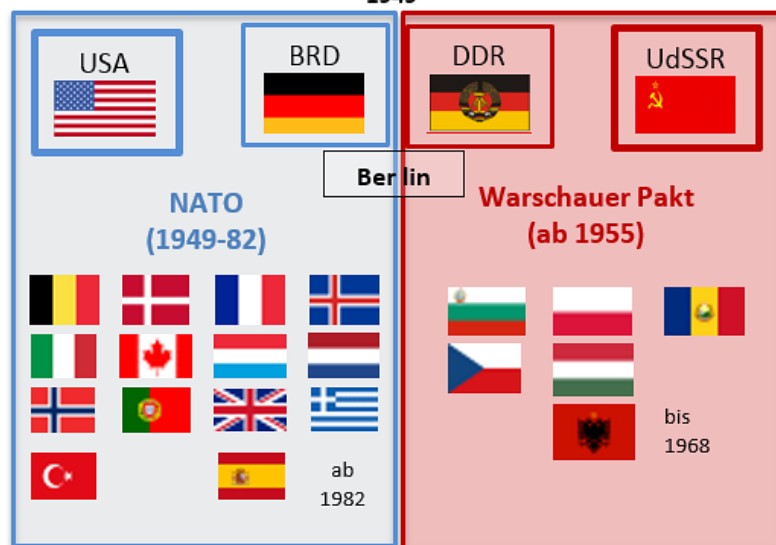 USA
BRD
DDR
UdSSR
Berlin
NATO
(1949-82)
Warschauer Pakt
(ab 1955)
bis
1968
ab
1982